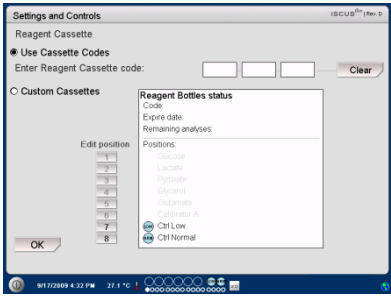 Settings and Controls
ISCUS Flex | Rev. D
Reagent Cassette
Use Cassette Codes
Enter Reagent Cassette code:
Clear
Custom Cassettes
Reagent Bottles status
Code:
Expire date:
Remaining analyses:
Edit position
Positions:
1 Glucose
2 Lactate
3 Pyruvate
4 Glycerol
5 Glutamate
6 Calibrator A
7 Ctrl Low
8 Ctrl Normal
OK
9/17/2009 4:32 PM 27.1 °C